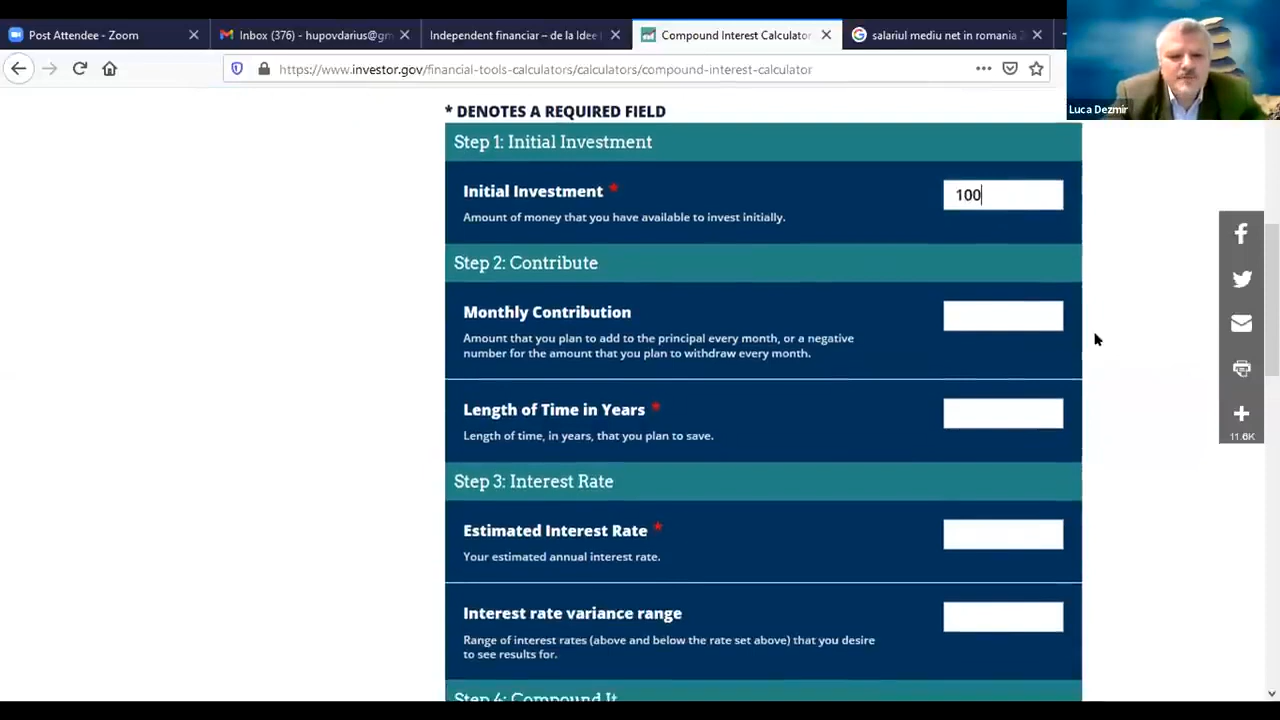 Post Attendee - Zoom
Inbox (376) - hupovdarius@gm
Independent financiar – de la Idee l
Compound Interest Calculator
salariul mediu net in romania 2
https://www.investor.gov/financial-tools-calculators/calculators/compound-interest-calculator
Luca Dezmir
* DENOTES A REQUIRED FIELD
Step 1: Initial Investment
Initial Investment *
100
Amount of money that you have available to invest initially.
Step 2: Contribute
Monthly Contribution
Amount that you plan to add to the principal every month, or a negative
number for the amount that you plan to withdraw every month.
Length of Time in Years *
Length of time, in years, that you plan to save.
11.6K
Step 3: Interest Rate
Estimated Interest Rate *
Your estimated annual interest rate.
Interest rate variance range
Range of interest rates (above and below the rate set above) that you desire
to see results for.
Step 4: Compound It